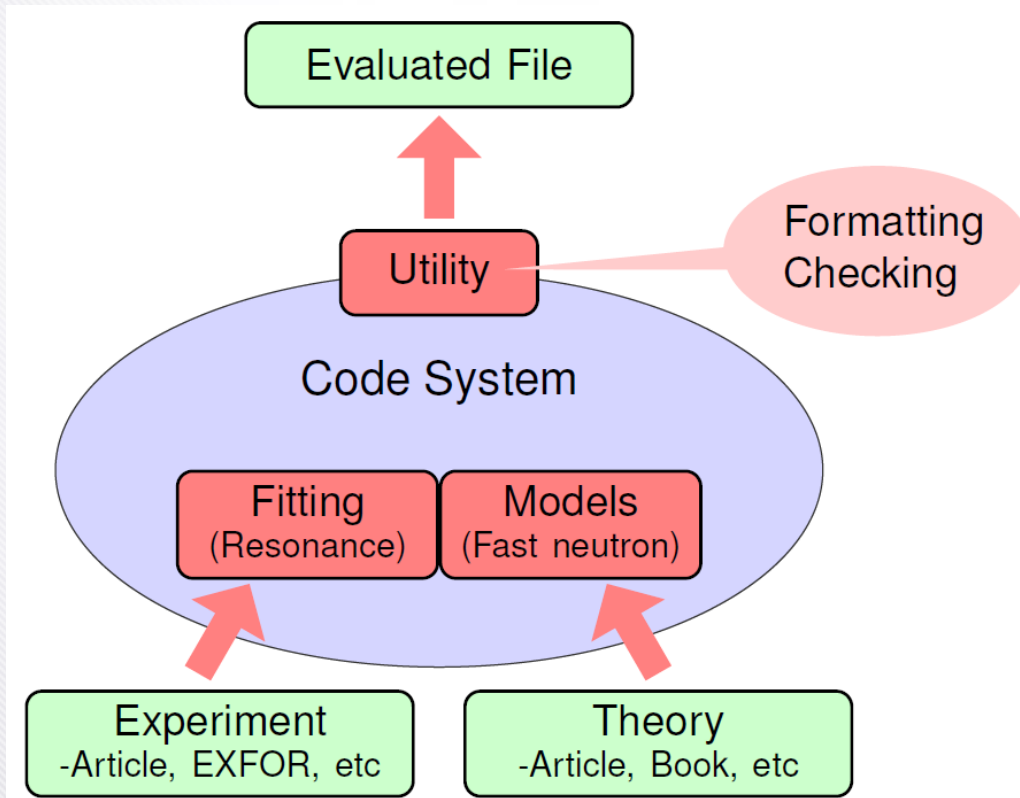 Evaluated File
Utility
Formatting
Checking
Code System
Fitting
(Resonance)
Models
(Fast neutron)
Experiment
-Article, EXFOR, etc
Theory
-Article, Book, etc